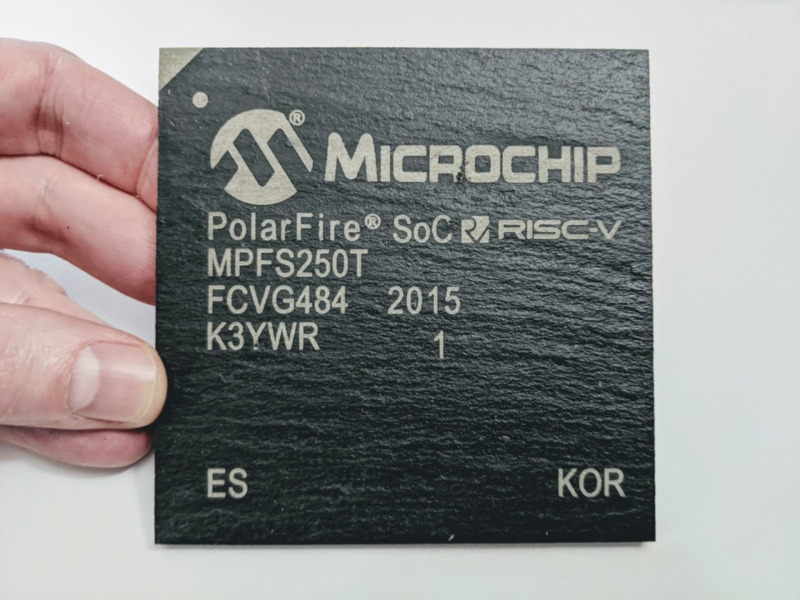 ® MICROCHIP
PolarFire® SoC RISC-V
MPFS250T
FCVG484 2015
K3YWR 1
ES KOR